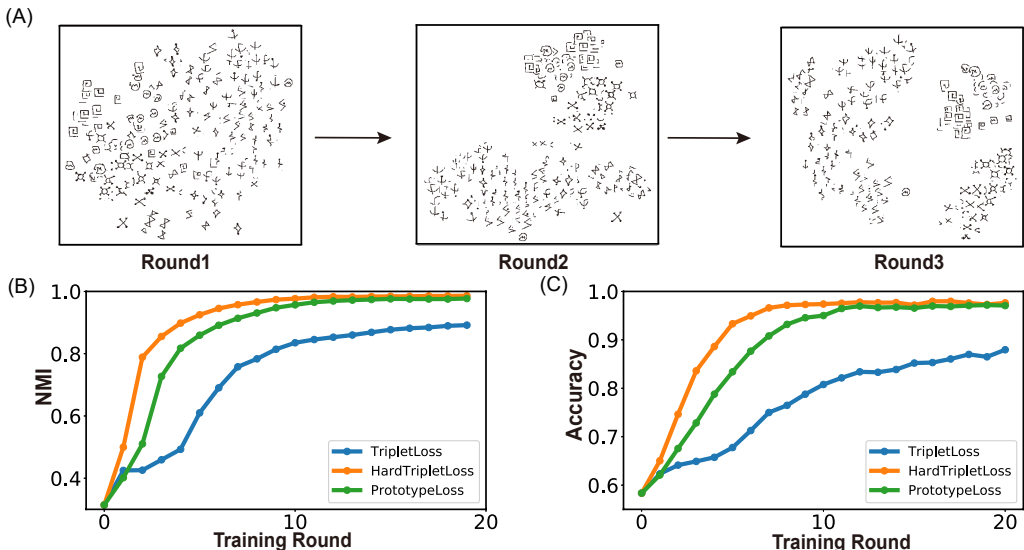 (A)
Round1
Round2
Round3
(B)
NMI
1.0
0.8
0.6
0.4
0
10
20
Training Round
TripletLoss
HardTripletLoss
PrototypeLoss
(C)
Accuracy
1.0
0.9
0.8
0.7
0.6
0
10
20
Training Round
TripletLoss
HardTripletLoss
PrototypeLoss